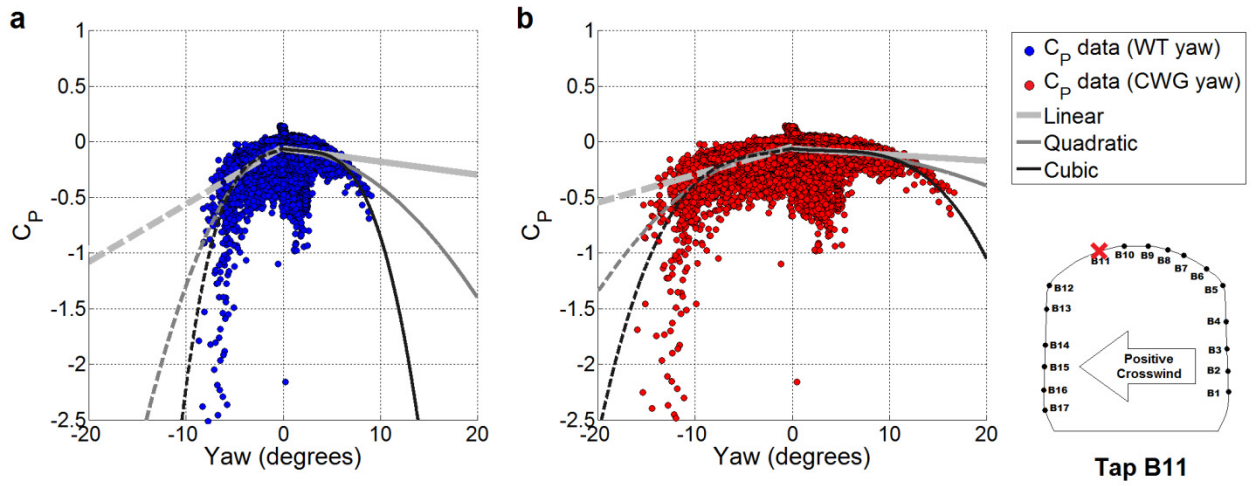 a
1
0.5
0
-0.5
-1
-1.5
-2
-2.5
C_P
-20
-10
0
10
20
Yaw (degrees)
b
1
0.5
0
-0.5
-1
-1.5
-2
-2.5
C_P
-20
-10
0
10
20
Yaw (degrees)
C_P data (WT yaw)
C_P data (CWG yaw)
Linear
Quadratic
Cubic
B11
B10
B9
B8
B7
B6
B5
B12
B13
B4
B14
B3
B15
Positive
Crosswind
B2
B16
B1
B17
Tap B11